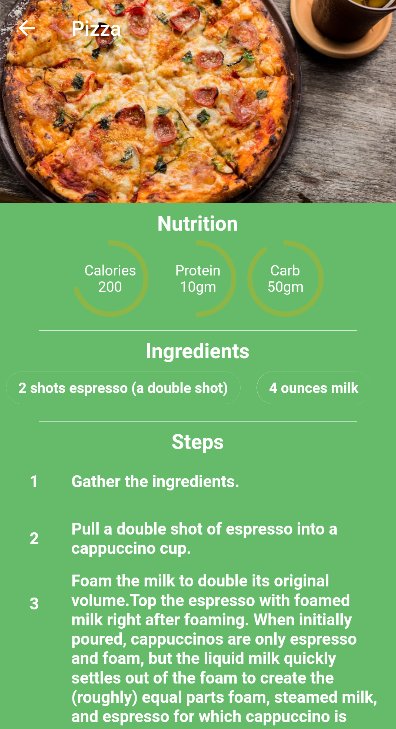 Pizza
Nutrition
Calories
200
Protein
10gm
Carb
50gm
Ingredients
2 shots espresso (a double shot)
4 ounces milk
Steps
1 Gather the ingredients.
2 Pull a double shot of espresso into a
cappuccino cup.
3 Foam the milk to double its original
volume.Top the espresso with foamed
milk right after foaming. When initially
poured, cappuccinos are only espresso
and foam, but the liquid milk quickly
settles out of the foam to create the
(roughly) equal parts foam, steamed milk,
and espresso for which cappuccino is